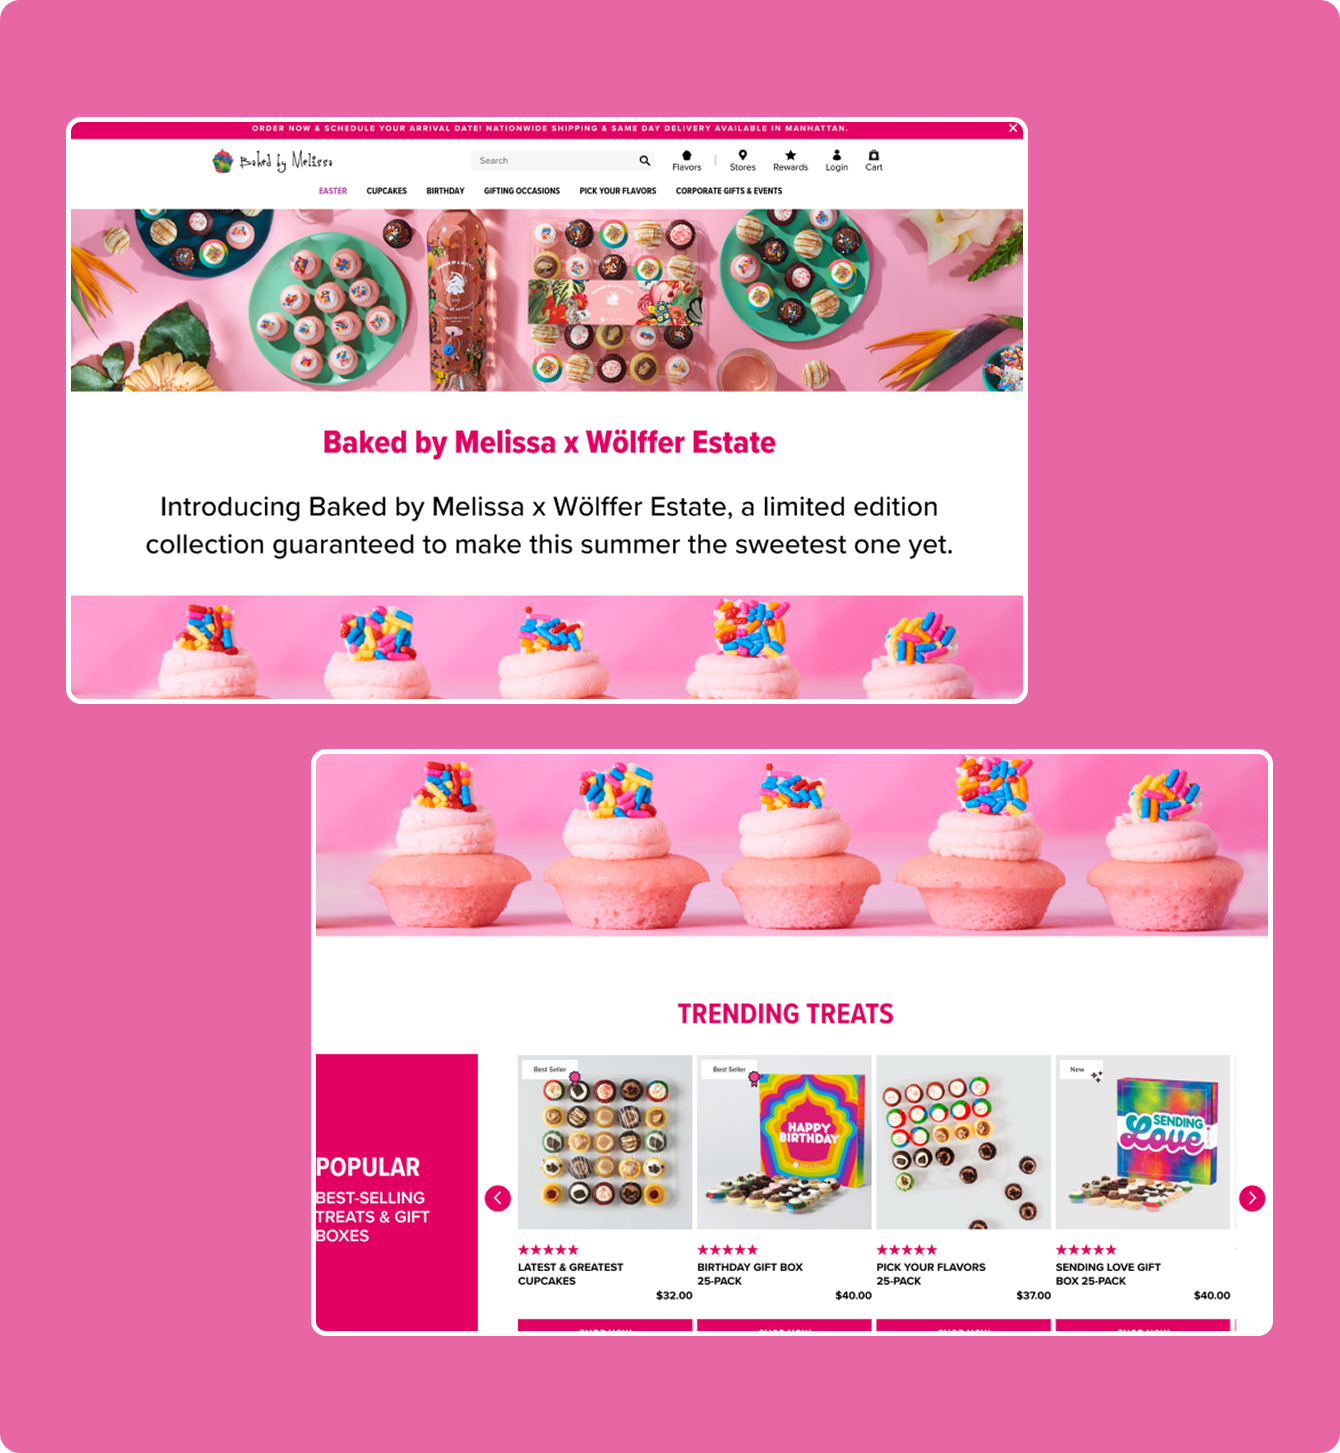 ORDER NOW & SCHEDULE YOUR ARRIVAL DATE! NATIONWIDE SHIPPING & SAME DAY DELIVERY AVAILABLE IN MANHATTAN.
Baked by Melissa
Search
Flavors
Stores
Rewards
Login
Cart
EASTER
CUPCAKES
BIRTHDAY
GIFTING OCCASIONS
PICK YOUR FLAVORS
CORPORATE GIFTS & EVENTS
Baked by Melissa x Wölffer Estate
Introducing Baked by Melissa x Wölffer Estate, a limited edition
collection guaranteed to make this summer the sweetest one yet.
TRENDING TREATS
POPULAR
BEST-SELLING
TREATS & GIFT
BOXES
Best Seller
LATEST & GREATEST
CUPCAKES
$32.00
Best Seller
HAPPY
BIRTHDAY
BIRTHDAY GIFT BOX
25-PACK
$40.00
PICK YOUR FLAVORS
25-PACK
$37.00
New
SENDING
Love
SENDING LOVE GIFT
BOX 25-PACK
$40.00